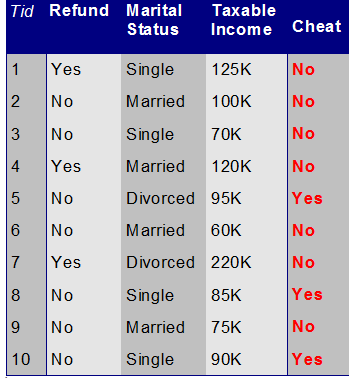 Tid Refund Marital Status Taxable Income Cheat
1 Yes Single 125K No
2 No Married 100K No
3 No Single 70K No
4 Yes Married 120K No
5 No Divorced 95K Yes
6 No Married 60K No
7 Yes Divorced 220K No
8 No Single 85K Yes
9 No Married 75K No
10 No Single 90K Yes